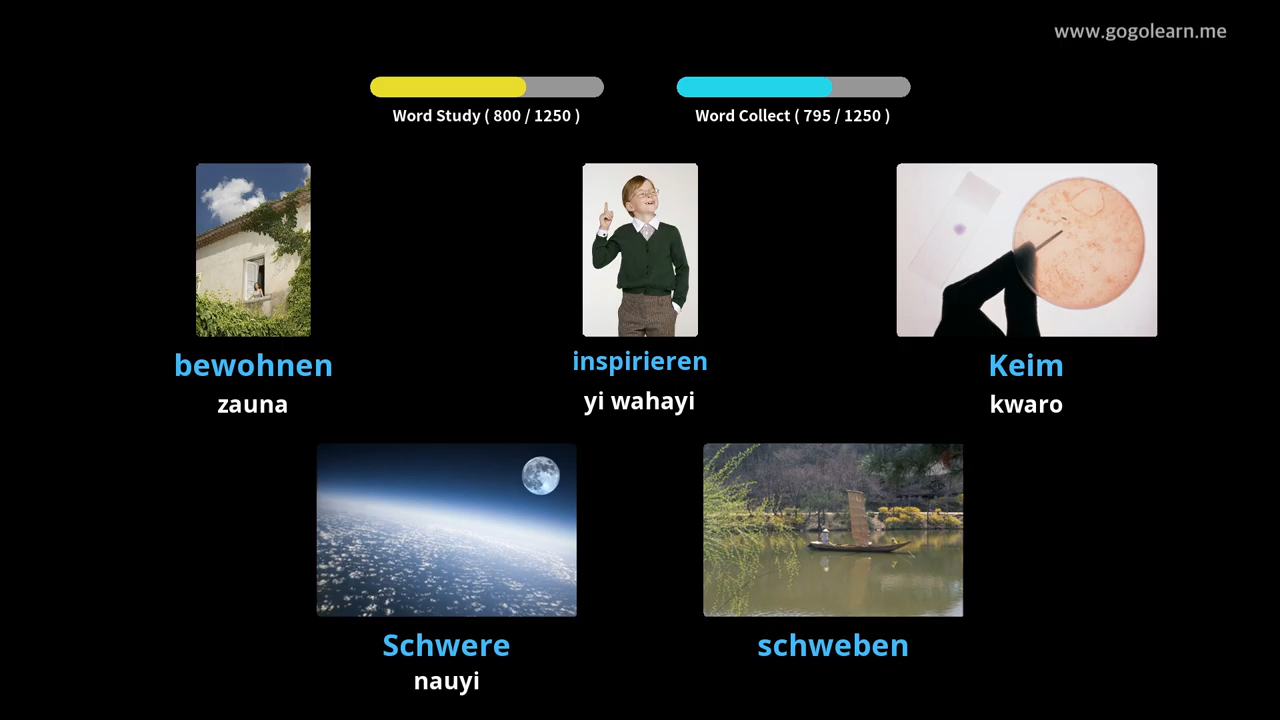 www.gogolearn.me
Word Study ( 800 / 1250 )
Word Collect ( 795 / 1250 )
bewohnen
zauna
inspirieren
yi wahayi
Keim
kwaro
Schwere
nauyi
schweben